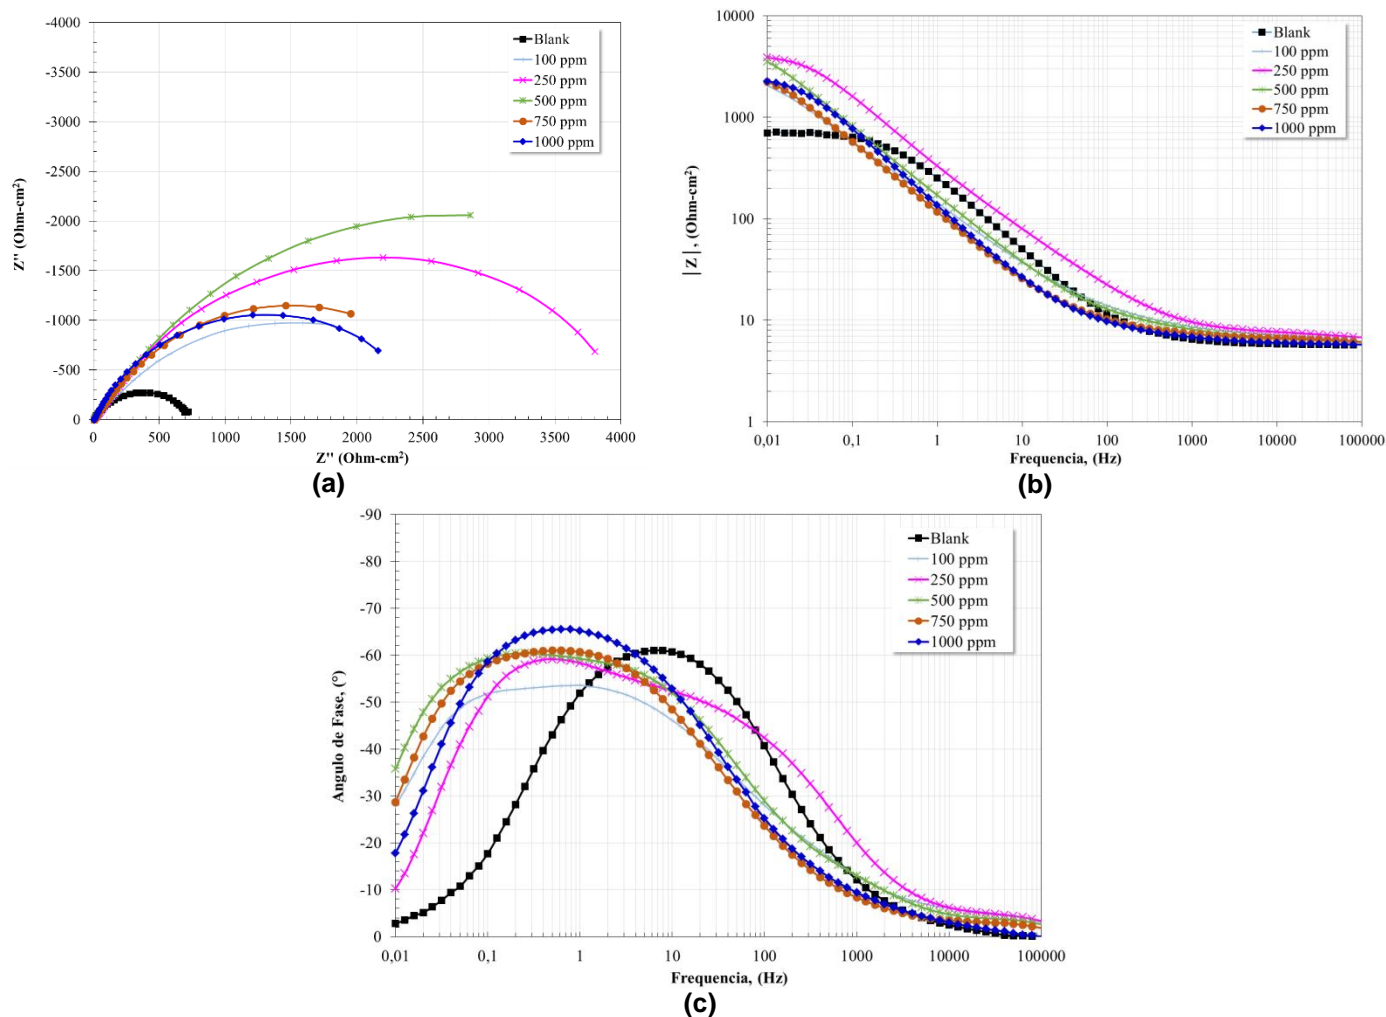 -4000
-3500
-3000
-2500
-2000
-1500
-1000
-500
0
Z'' (Ohm-cm²)
0 500 1000 1500 2000 2500 3000 3500 4000
Z'' (Ohm-cm²)
Blank
100 ppm
250 ppm
500 ppm
750 ppm
1000 ppm
(a)
10000
1000
100
10
1
| Z | , (Ohm-cm²)
0,01 0,1 1 10 100 1000 10000 100000
Frequencia, (Hz)
Blank
100 ppm
250 ppm
500 ppm
750 ppm
1000 ppm
(b)
-90
-80
-70
-60
-50
-40
-30
-20
-10
0
Angulo de Fase, (°)
0,01 0,1 1 10 100 1000 10000 100000
Frequencia, (Hz)
Blank
100 ppm
250 ppm
500 ppm
750 ppm
1000 ppm
(c)